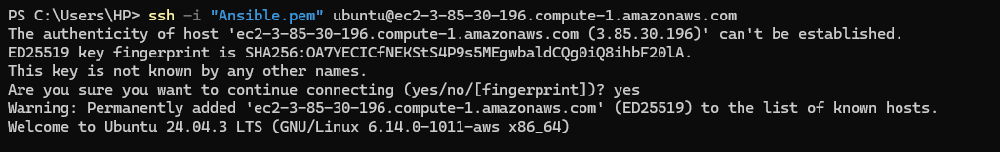 PS C:\Users\HP> ssh -i "Ansible.pem" ubuntu@ec2-3-85-30-196.compute-1.amazonaws.com
The authenticity of host 'ec2-3-85-30-196.compute-1.amazonaws.com (3.85.30.196)' can't be established.
ED25519 key fingerprint is SHA256:OA7YECICfNEKStS4P9s5MEgwbaldCQg0iQ8ihbF20lA.
This key is not known by any other names.
Are you sure you want to continue connecting (yes/no/[fingerprint])? yes
Warning: Permanently added 'ec2-3-85-30-196.compute-1.amazonaws.com' (ED25519) to the list of known hosts.
Welcome to Ubuntu 24.04.3 LTS (GNU/Linux 6.14.0-1011-aws x86_64)